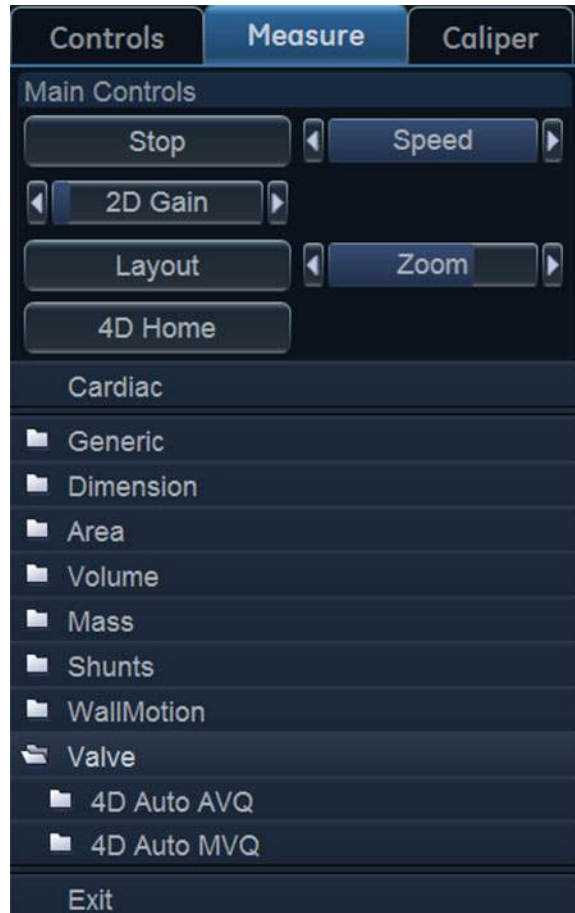 Controls Measure Caliper
Main Controls
Stop Speed
2D Gain
Layout Zoom
4D Home
Cardiac
Generic
Dimension
Area
Volume
Mass
Shunts
WallMotion
Valve
4D Auto AVQ
4D Auto MVQ
Exit